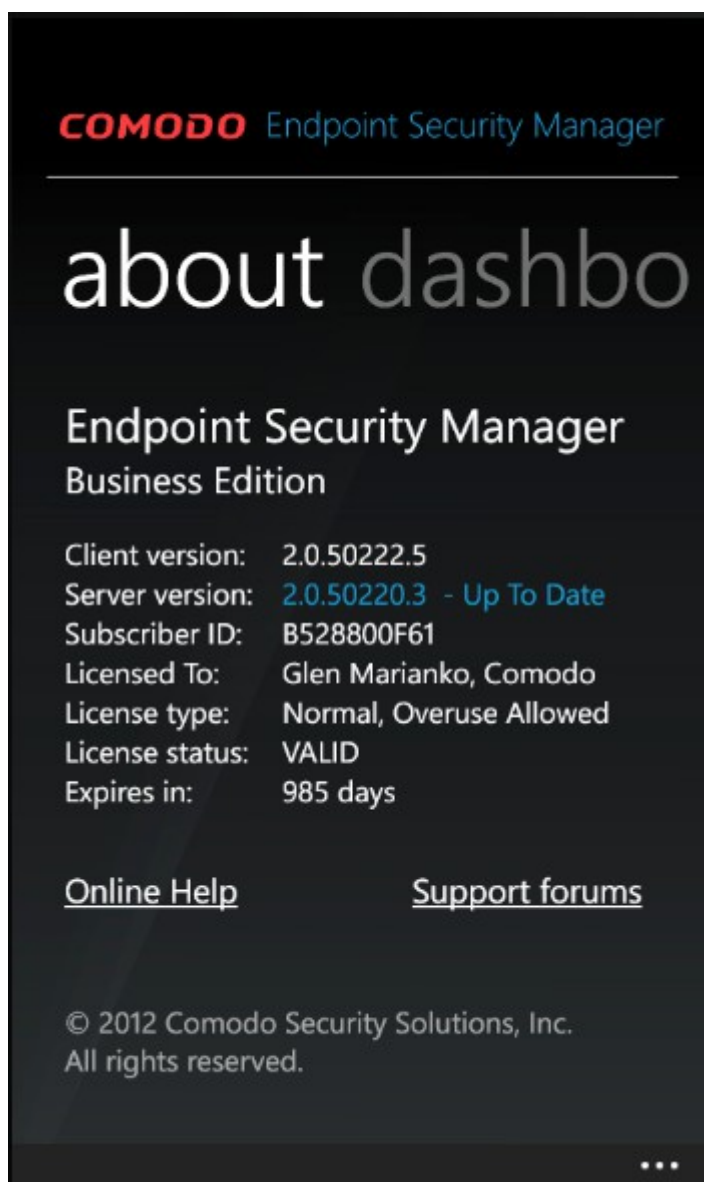 COMODO Endpoint Security Manager
about dashbo
Endpoint Security Manager
Business Edition
Client version: 2.0.50222.5
Server version: 2.0.50220.3 - Up To Date
Subscriber ID: B528800F61
Licensed To: Glen Marianko, Comodo
License type: Normal, Overuse Allowed
License status: VALID
Expires in: 985 days
Online Help Support forums
© 2012 Comodo Security Solutions, Inc.
All rights reserved.